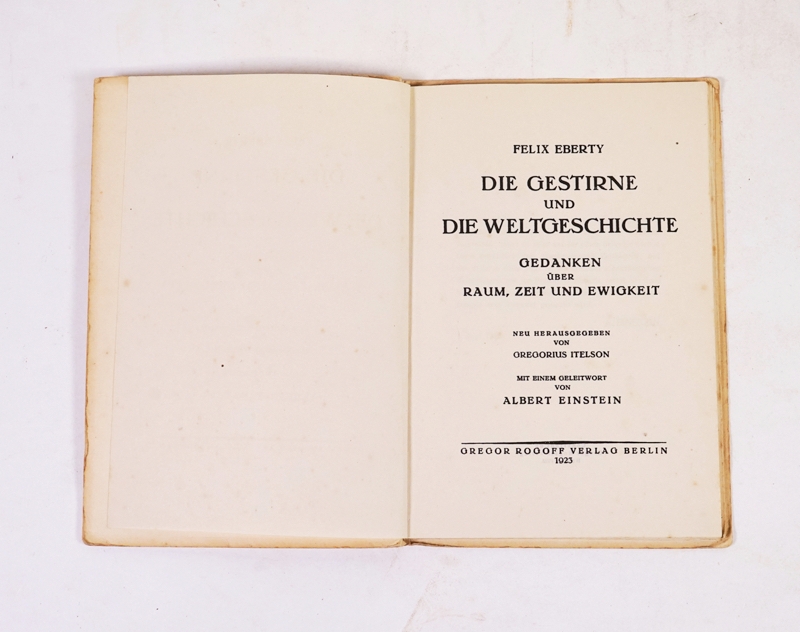 FELIX EBERTY
DIE GESTIRNE
UND
DIE WELTGESCHICHTE
GEDANKEN
ÜBER
RAUM, ZEIT UND EWIGKEIT
NEU HERAUSGEGEBEN
VON
GREGORIUS ITELSON
MIT EINEM GELEITWORT
VON
ALBERT EINSTEIN
GREGOR ROGOFF VERLAG BERLIN
1923